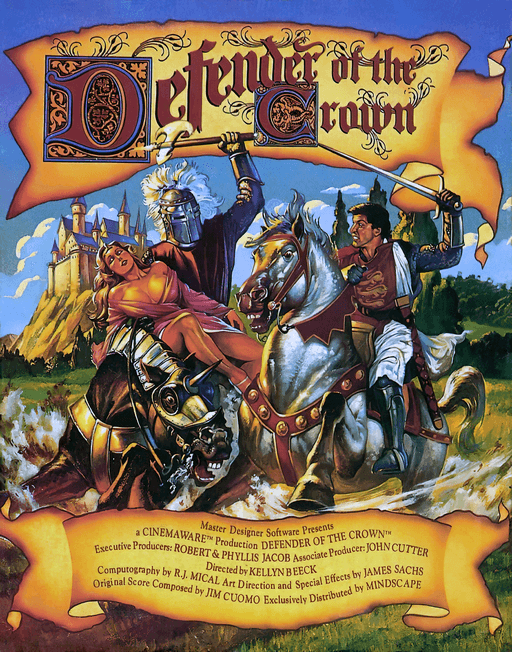 Defender of the
Crown
Master Designer Software Presents
a CINEMAWARE™ Production DEFENDER OF THE CROWN™
Executive Producers: ROBERT & PHYLLIS JACOB Associate Producer: JOHN CUTTER
Directed by KELLYN BEECK
Computography by R.J. MICAL Art Direction and Special Effects by JAMES SACHS
Original Score Composed by JIM CUOMO Exclusively Distributed by MINDSCAPE